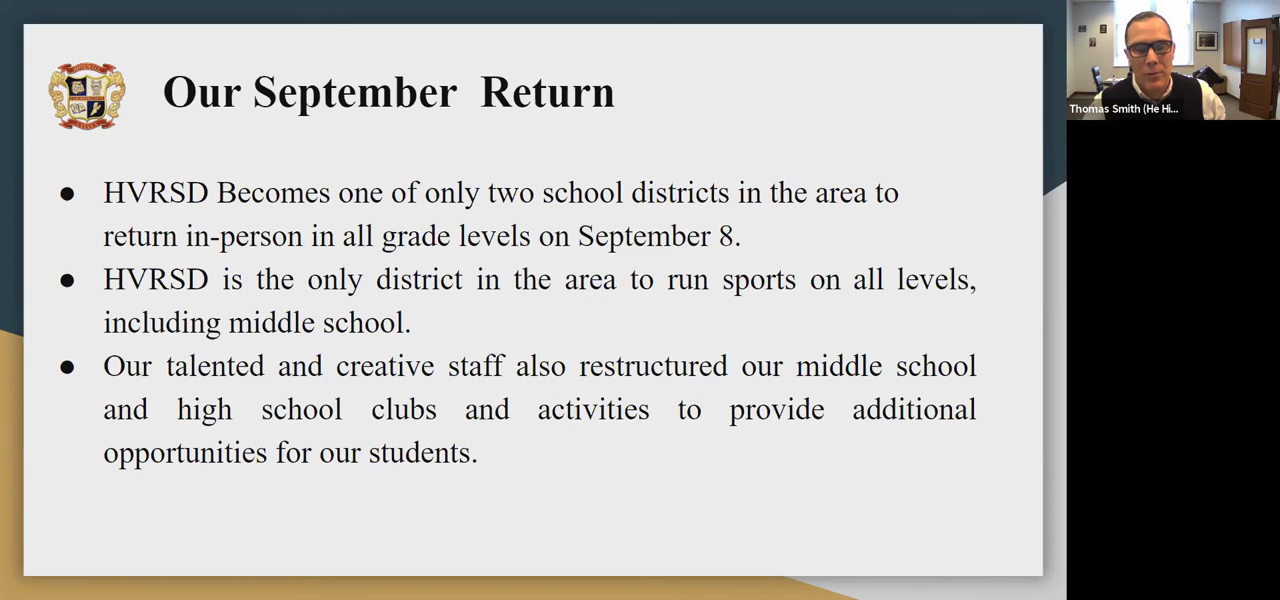 Our September Return
● HVRSD Becomes one of only two school districts in the area to
return in-person in all grade levels on September 8.
● HVRSD is the only district in the area to run sports on all levels,
including middle school.
● Our talented and creative staff also restructured our middle school
and high school clubs and activities to provide additional
opportunities for our students.
Thomas Smith (He Hi...